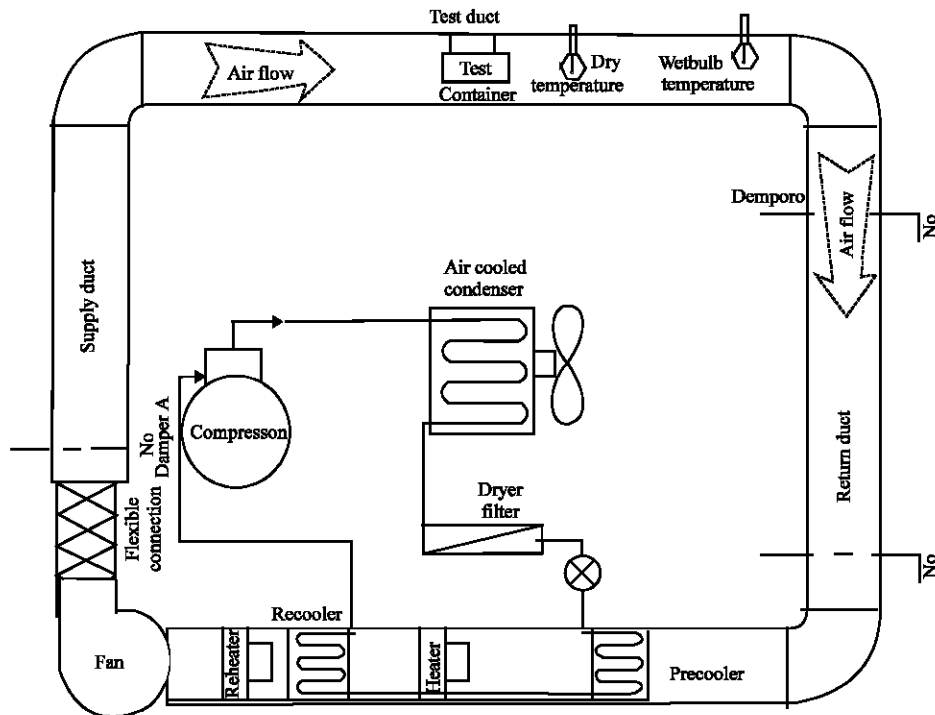 Test duct
Air flow
Test
Container
Dry
temperature
Wetbulb
temperature
Demporo
No
Air flow
Air cooled
condenser
Supply duct
Compresson
No
Damper A
Flexible
connection
Dryer
filter
Return duct
No
Recooler
Fan
Reheater
Heater
Precooler